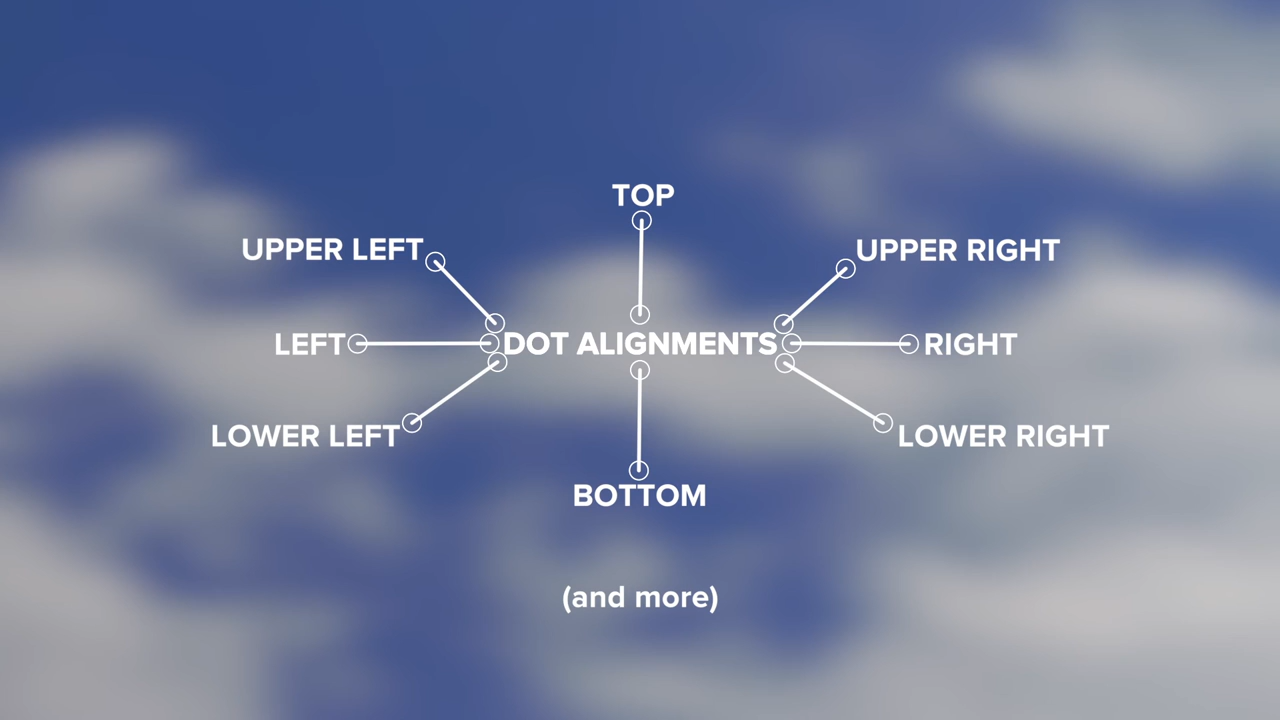 TOP
UPPER LEFT
UPPER RIGHT
LEFT
DOT ALIGNMENTS
RIGHT
LOWER LEFT
LOWER RIGHT
BOTTOM
(and more)